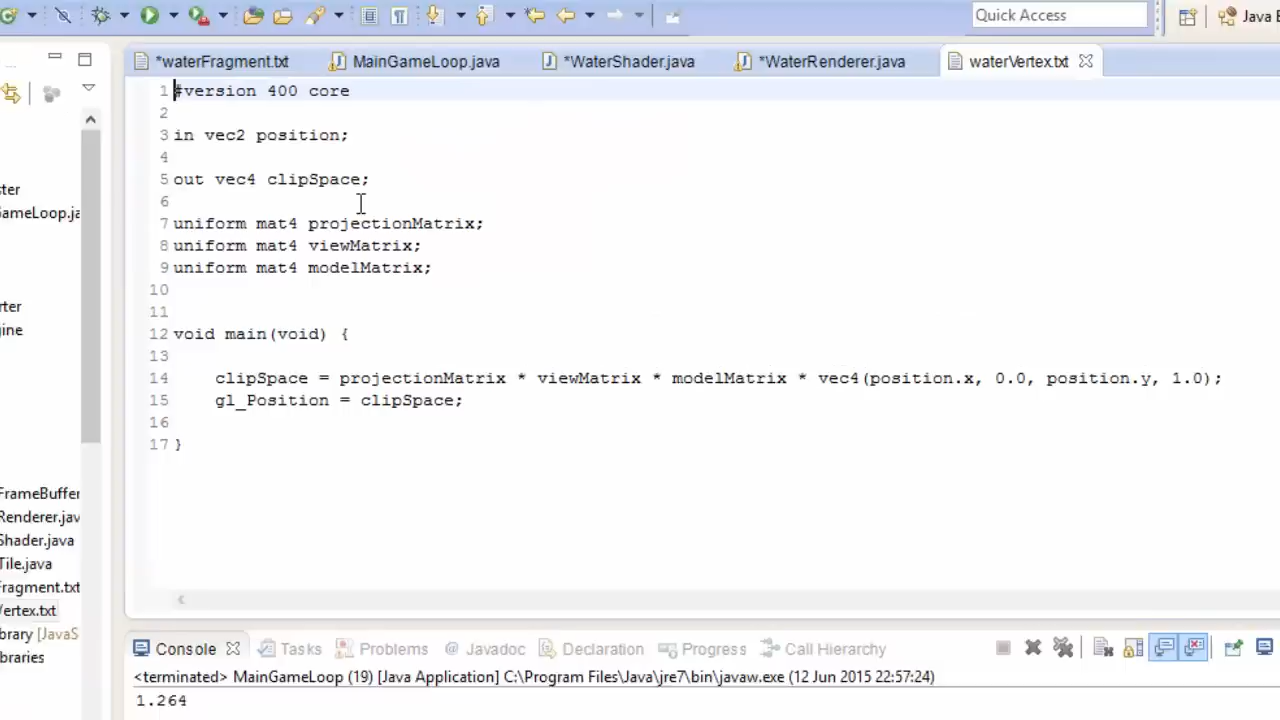 Quick Access
Java E
*waterFragment.txt
MainGameLoop.java
*WaterShader.java
*WaterRenderer.java
waterVertex.txt
1 #version 400 core
2
3 in vec2 position;
4
5 out vec4 clipSpace;
6
7 uniform mat4 projectionMatrix;
8 uniform mat4 viewMatrix;
9 uniform mat4 modelMatrix;
10
11
12 void main(void) {
13
14 clipSpace = projectionMatrix * viewMatrix * modelMatrix * vec4(position.x, 0.0, position.y, 1.0);
15 gl_Position = clipSpace;
16
17 }
...
ster
GameLoop.ja
rter
gine
FrameBuffer
Renderer.jav
Shader.java
Tile.java
Fragment.txt
Vertex.txt
brary [JavaS
braries
Console
Tasks
Problems
@ Javadoc
Declaration
Progress
Call Hierarchy
<terminated> MainGameLoop (19) [Java Application] C:\Program Files\Java\jre7\bin\javaw.exe (12 Jun 2015 22:57:24)
1.264